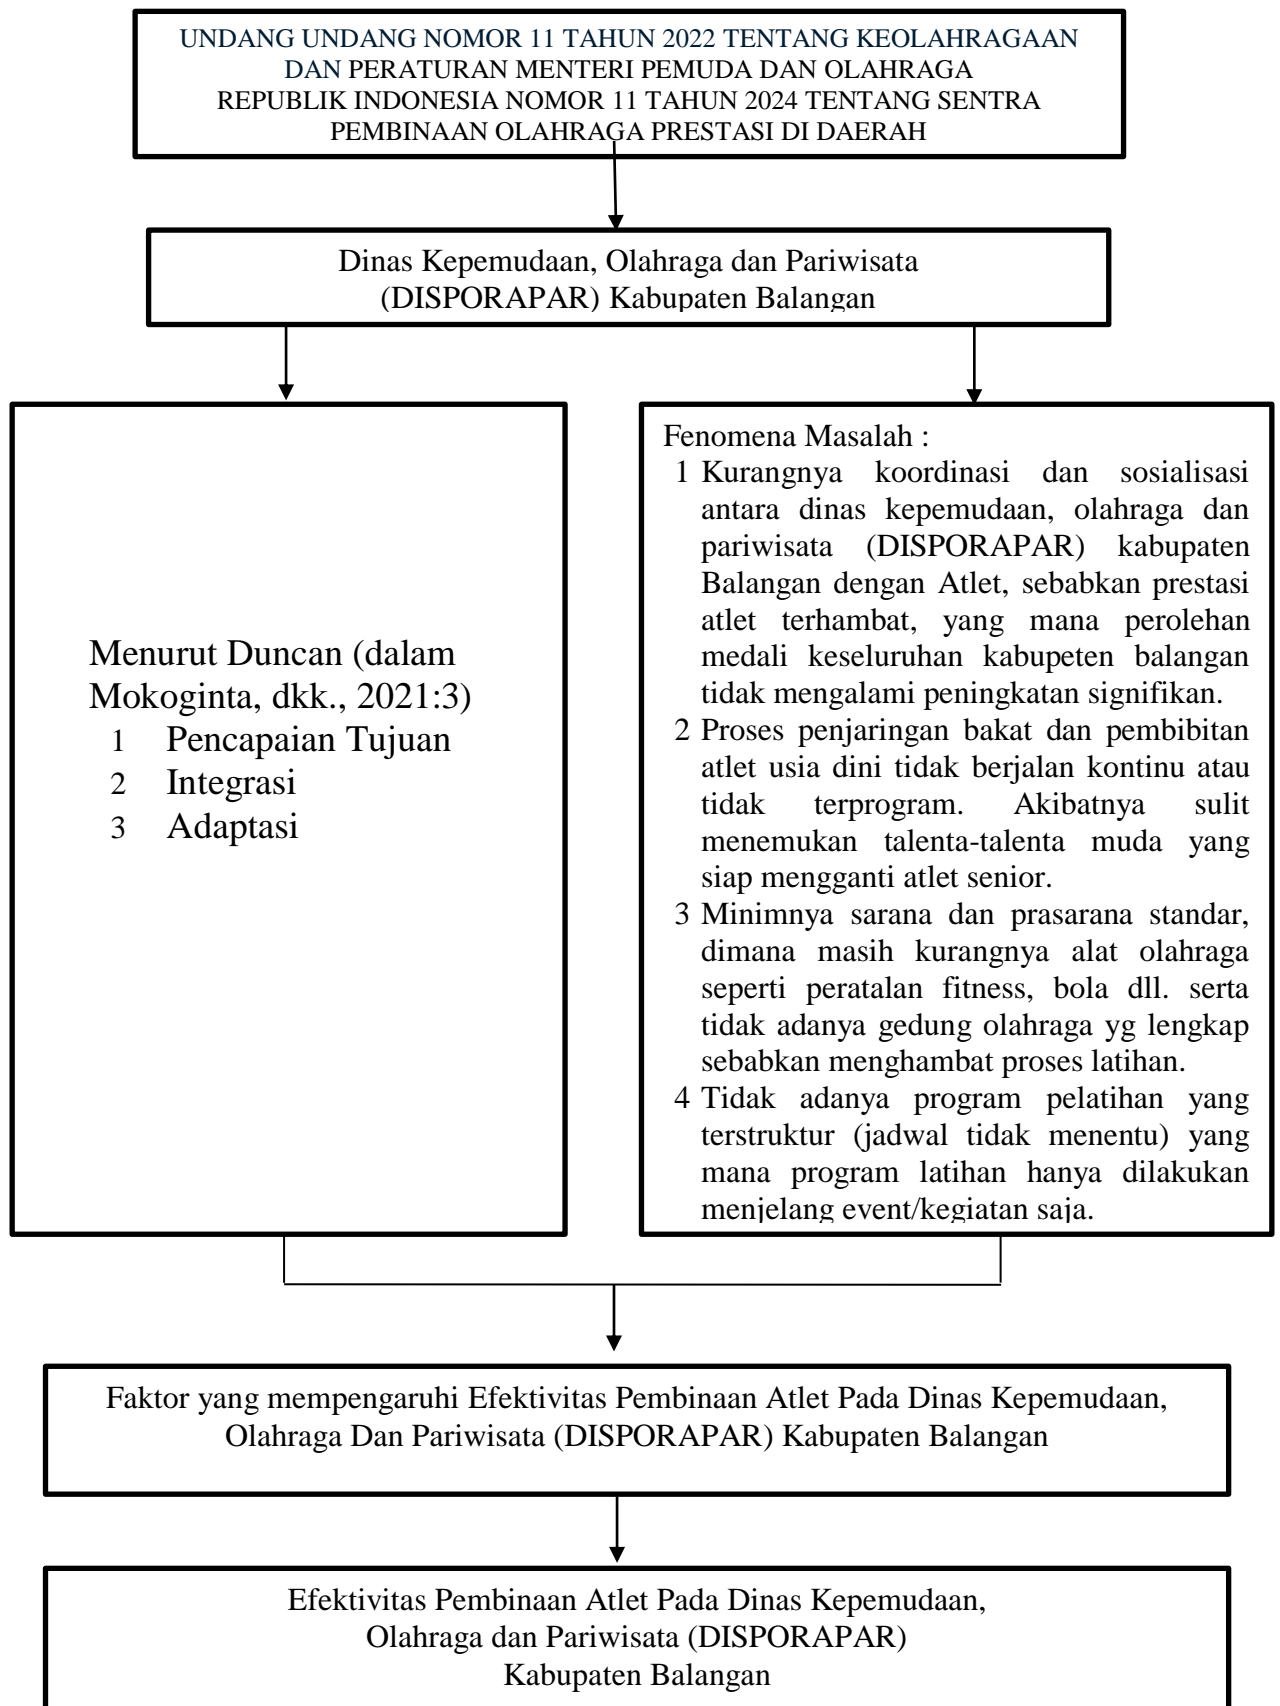 UNDANG UNDANG NOMOR 11 TAHUN 2022 TENTANG KEOLAHRAGAAN
DAN PERATURAN MENTERI PEMUDA DAN OLAHRAGA
REPUBLIK INDONESIA NOMOR 11 TAHUN 2024 TENTANG SENTRA
PEMBINAAN OLAHRAGA PRESTASI DI DAERAH
Dinas Kepemudaan, Olahraga dan Pariwisata
(DISPORAPAR) Kabupaten Balangan
Menurut Duncan (dalam
Mokoginta, dkk., 2021:3)
1 Pencapaian Tujuan
2 Integrasi
3 Adaptasi
Fenomena Masalah :
1 Kurangnya koordinasi dan sosialisasi
antara dinas kepemudaan, olahraga dan
pariwisata (DISPORAPAR) kabupaten
Balangan dengan Atlet, sebabkan prestasi
atlet terhambat, yang mana perolehan
medali keseluruhan kabupeten balangan
tidak mengalami peningkatan signifikan.
2 Proses penjaringan bakat dan pembibitan
atlet usia dini tidak berjalan kontinu atau
tidak terprogram. Akibatnya sulit
menemukan talenta-talenta muda yang
siap mengganti atlet senior.
3 Minimnya sarana dan prasarana standar,
dimana masih kurangnya alat olahraga
seperti peratalan fitness, bola dll. serta
tidak adanya gedung olahraga yg lengkap
sebabkan menghambat proses latihan.
4 Tidak adanya program pelatihan yang
terstruktur (jadwal tidak menentu) yang
mana program latihan hanya dilakukan
menjelang event/kegiatan saja.
Faktor yang mempengaruhi Efektivitas Pembinaan Atlet Pada Dinas Kepemudaan,
Olahraga Dan Pariwisata (DISPORAPAR) Kabupaten Balangan
Efektivitas Pembinaan Atlet Pada Dinas Kepemudaan,
Olahraga dan Pariwisata (DISPORAPAR)
Kabupaten Balangan